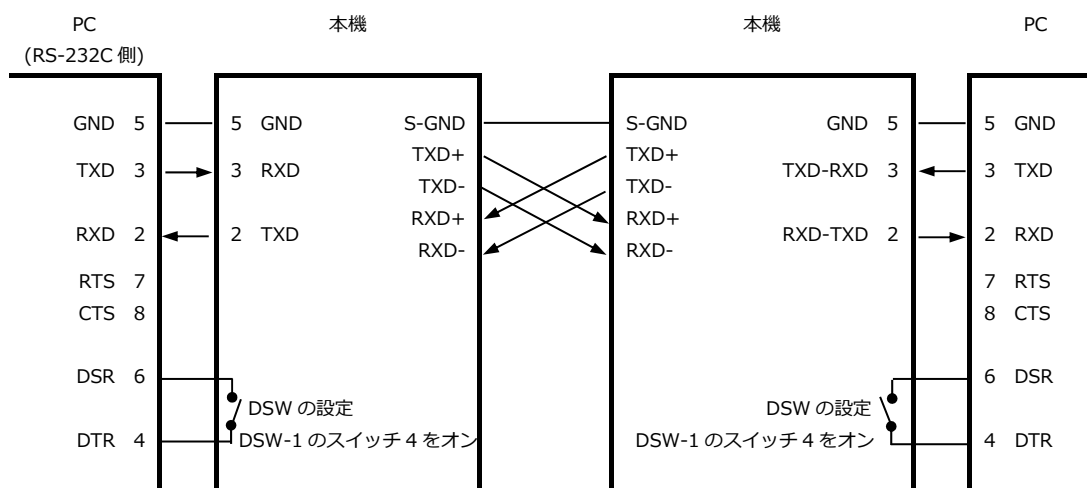 PC 本機 本機 PC
(RS-232C 側)
GND 5 5 GND S-GND S-GND GND 5 5 GND
TXD+ TXD+
TXD 3 3 RXD TXD-RXD 3 3 TXD
TXD- TXD-
RXD+ RXD+
RXD 2 2 TXD RXD-TXD 2 2 RXD
RXD- RXD-
RTS 7 7 RTS
CTS 8 8 CTS
DSR 6 6 DSR
DSW の設定 DSW の設定
DTR 4 DSW-1 のスイッチ 4 をオン DSW-1 のスイッチ 4 をオン 4 DTR